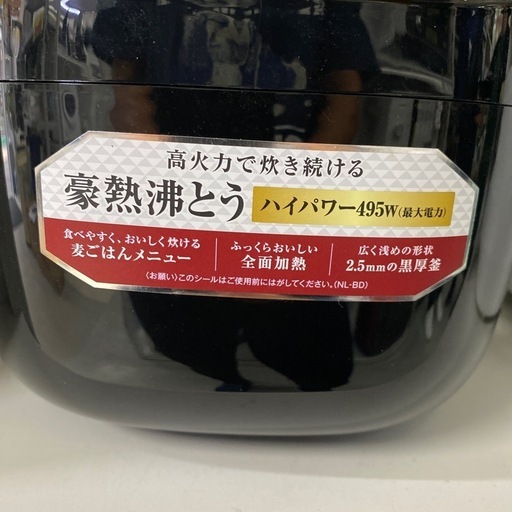 高火力で炊き続ける
豪熱沸とう ハイパワー495W(最大電力)
食べやすく、おいしく炊ける
麦ごはんメニュー
ふっくらおいしい
全面加熱
広く浅めの形状
2.5mmの黒厚釜
〈お願い〉このシールはご使用前にはがしてください。(NL-BD)